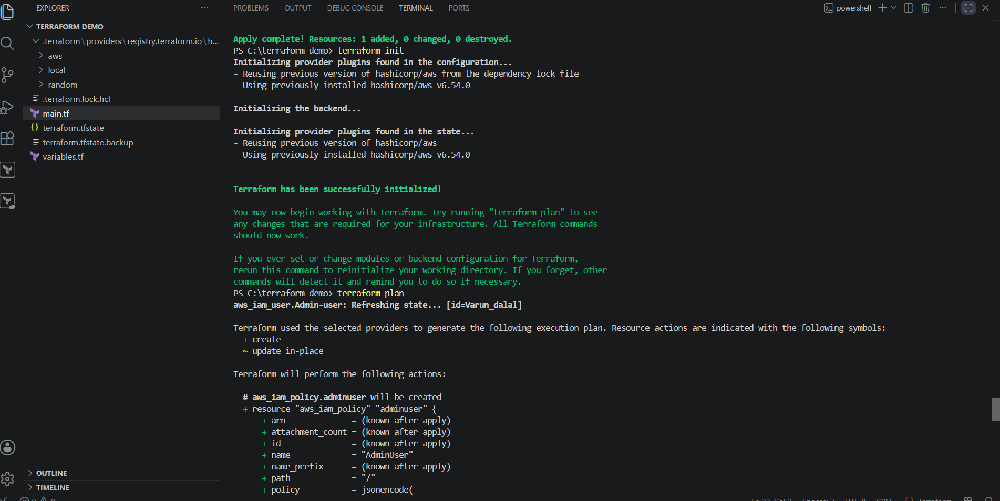 EXPLORER
TERRAFORM DEMO
.terraform\providers\registry.terraform.io\h...
aws
local
random
.terraform.lock.hcl
main.tf
terraform.tfstate
terraform.tfstate.backup
variables.tf
OUTLINE
TIMELINE
PROBLEMS OUTPUT DEBUG CONSOLE TERMINAL PORTS
powershell
Apply complete! Resources: 1 added, 0 changed, 0 destroyed.
PS C:\terraform demo> terraform init
Initializing provider plugins found in the configuration...
- Reusing previous version of hashicorp/aws from the dependency lock file
- Using previously-installed hashicorp/aws v6.54.0
Initializing the backend...
Initializing provider plugins found in the state...
- Reusing previous version of hashicorp/aws
- Using previously-installed hashicorp/aws v6.54.0
Terraform has been successfully initialized!
You may now begin working with Terraform. Try running "terraform plan" to see
any changes that are required for your infrastructure. All Terraform commands
should now work.
If you ever set or change modules or backend configuration for Terraform,
rerun this command to reinitialize your working directory. If you forget, other
commands will detect it and remind you to do so if necessary.
PS C:\terraform demo> terraform plan
aws_iam_user.Admin-user: Refreshing state... [id=Varun_dalal]
Terraform used the selected providers to generate the following execution plan. Resource actions are indicated with the following symbols:
+ create
~ update in-place
Terraform will perform the following actions:
# aws_iam_policy.adminuser will be created
+ resource "aws_iam_policy" "adminuser" {
+ arn = (known after apply)
+ attachment_count = (known after apply)
+ id = (known after apply)
+ name = "AdminUser"
+ name_prefix = (known after apply)
+ path = "/"
+ policy = jsonencode(